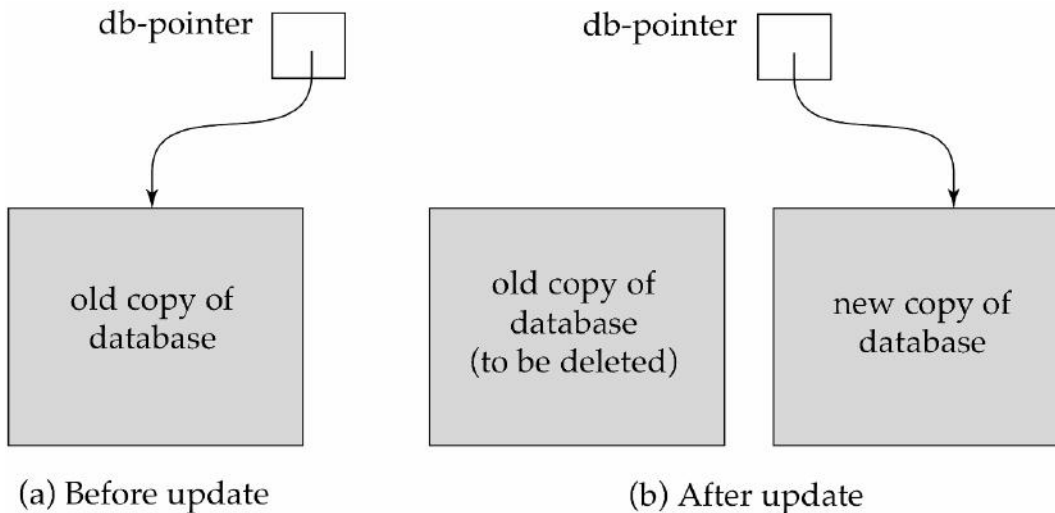 db-pointer
old copy of
database
(a) Before update
db-pointer
old copy of
database
(to be deleted)
new copy of
database
(b) After update